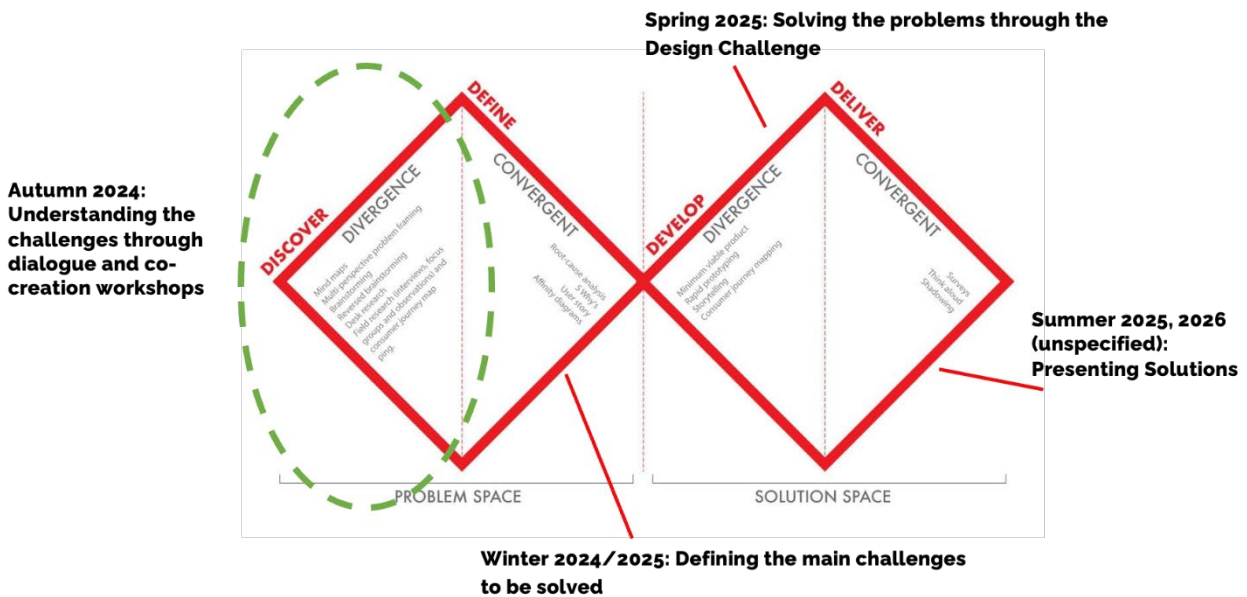 Spring 2025: Solving the problems through the
Design Challenge
Autumn 2024:
Understanding the
challenges through
dialogue and co-
creation workshops
DISCOVER
DIVERGENCE
Mind maps
Multi-perspective problem framing
Brainstorming
Reversed brainstorming
Desk research
Field research (interviews, focus
groups and observations) and
consumer journey map
ping.
DEFINE
CONVERGENT
Root-cause analysis
5 Why's
User story
Affinity diagrams
DEVELOP
DIVERGENCE
Minimum viable product
Rapid prototyping
Storytelling
Consumer journey mapping
DELIVER
CONVERGENT
Surveys
Think aloud
Shadowing
Summer 2025, 2026
(unspecified):
Presenting Solutions
PROBLEM SPACE
SOLUTION SPACE
Winter 2024/2025: Defining the main challenges
to be solved